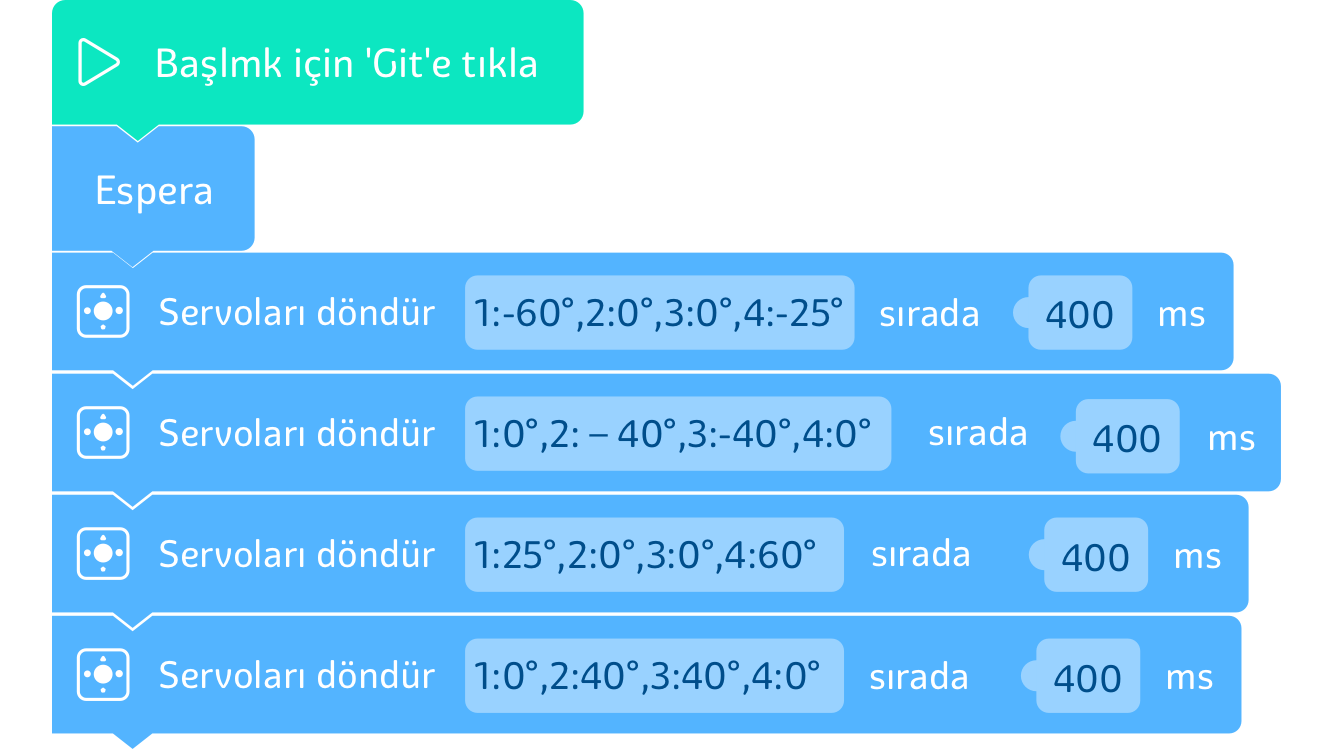 Başlmk için 'Git'e tıkla
Espera
Servoları döndür 1:-60°,2:0°,3:0°,4:-25° sırada 400 ms
Servoları döndür 1:0°,2: – 40°,3:-40°,4:0° sırada 400 ms
Servoları döndür 1:25°,2:0°,3:0°,4:60° sırada 400 ms
Servoları döndür 1:0°,2:40°,3:40°,4:0° sırada 400 ms